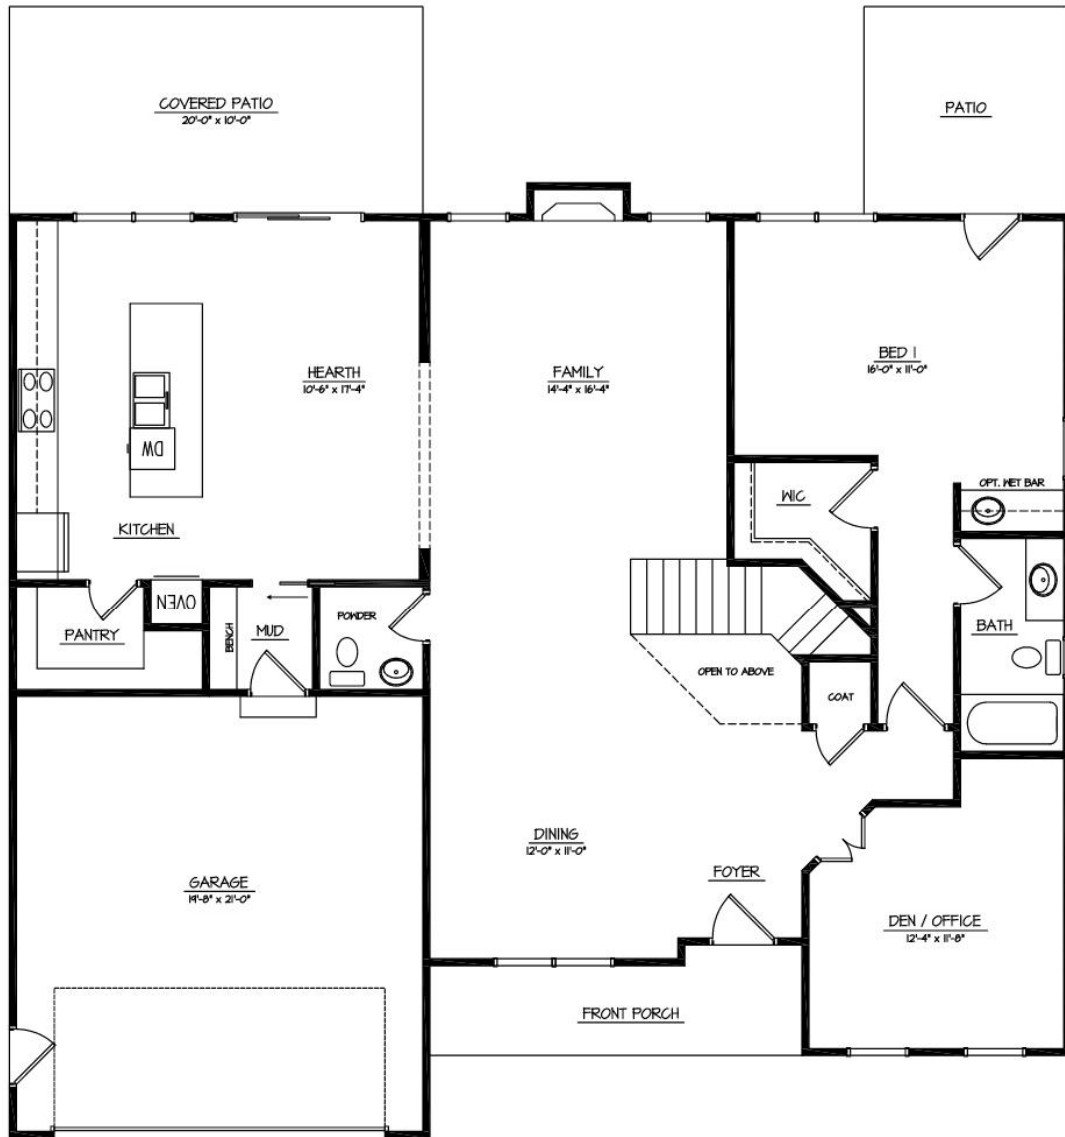 COVERED PATIO
20'-0" x 10'-0"
PATIO
HEARTH
10'-6" x 17'-4"
FAMILY
14'-4" x 16'-4"
BED 1
16'-0" x 11'-0"
DW
KITCHEN
WIC
OPT. WET BAR
OVEN
PANTRY
BENCH
MUD
POWDER
BATH
OPEN TO ABOVE
COAT
DINING
12'-0" x 11'-0"
FOYER
GARAGE
19'-8" x 21'-0"
DEN / OFFICE
12'-4" x 11'-8"
FRONT PORCH